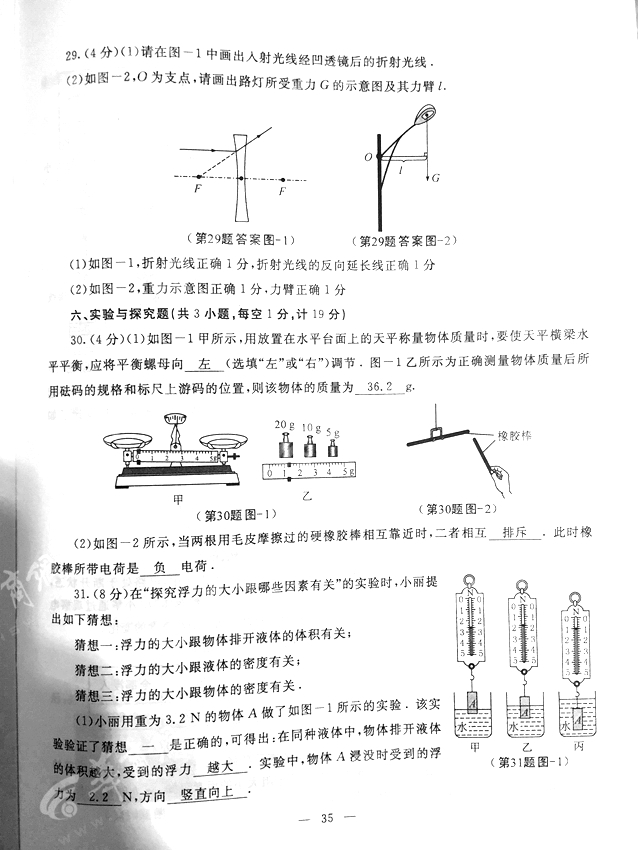 29.(4分)(1)请在图-1中画出入射光线经凹透镜后的折射光线.
(2)如图-2,O为支点,请画出路灯所受重力G的示意图及其力臂l.
F
F
O
l
G
(第29题答案图-1)
(第29题答案图-2)
(1)如图-1,折射光线正确1分,折射光线的反向延长线正确1分
(2)如图-2,重力示意图正确1分,力臂正确1分
六、实验与探究题(共3小题,每空1分,计19分)
30.(4分)(1)如图-1甲所示,用放置在水平台面上的天平称量物体质量时,要使天平横梁水
平平衡,应将平衡螺母向 左 (选填“左”或“右”)调节.图-1乙所示为正确测量物体质量后所
用砝码的规格和标尺上游码的位置,则该物体的质量为 36.2 g.
20 g 10 g 5 g
0 1 2 3 4 5g
0 1 2 3 4 5g
甲
乙
橡胶棒
(第30题图-1)
(第30题图-2)
(2)如图-2所示,当两根用毛皮摩擦过的硬橡胶棒相互靠近时,二者相互 排斥 .此时橡
胶棒所带电荷是 负 电荷.
31.(8分)在“探究浮力的大小跟哪些因素有关”的实验时,小丽提
出如下猜想:
猜想一:浮力的大小跟物体排开液体的体积有关;
猜想二:浮力的大小跟液体的密度有关;
猜想三:浮力的大小跟物体的密度有关.
(1)小丽用重为3.2 N的物体A做了如图-1所示的实验.该实
验验证了猜想 一 是正确的,可得出:在同种液体中,物体排开液体
的体积越大,受到的浮力 越大 .实验中,物体A浸没时受到的浮
力为 2.2 N,方向 竖直向上 .
N
0 0
1 1
2 2
3 3
4 4
5 5
A
水
甲
N
0 0
1 1
2 2
3 3
4 4
5 5
A
水
乙
N
0 0
1 1
2 2
3 3
4 4
5 5
A
水
丙
(第31题图-1)
— 35 —